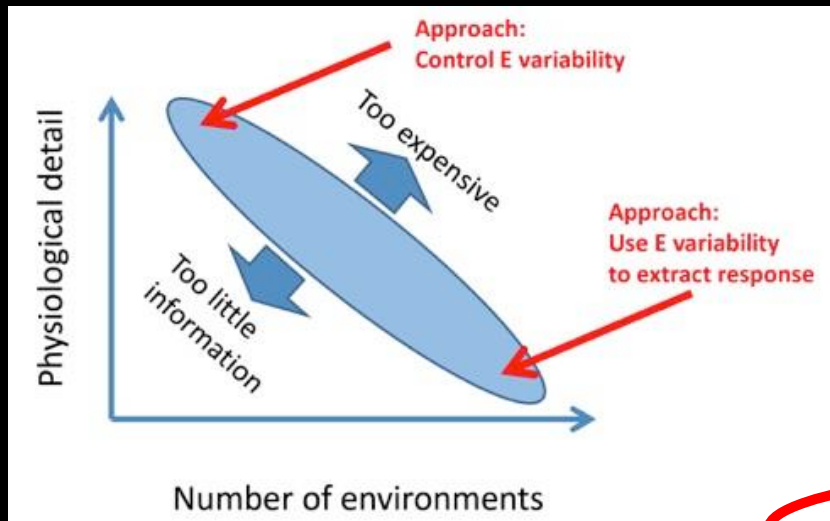 Approach:
Control E variability
Too expensive
Physiological detail
Approach:
Use E variability
to extract response
Too little
information
Number of environments